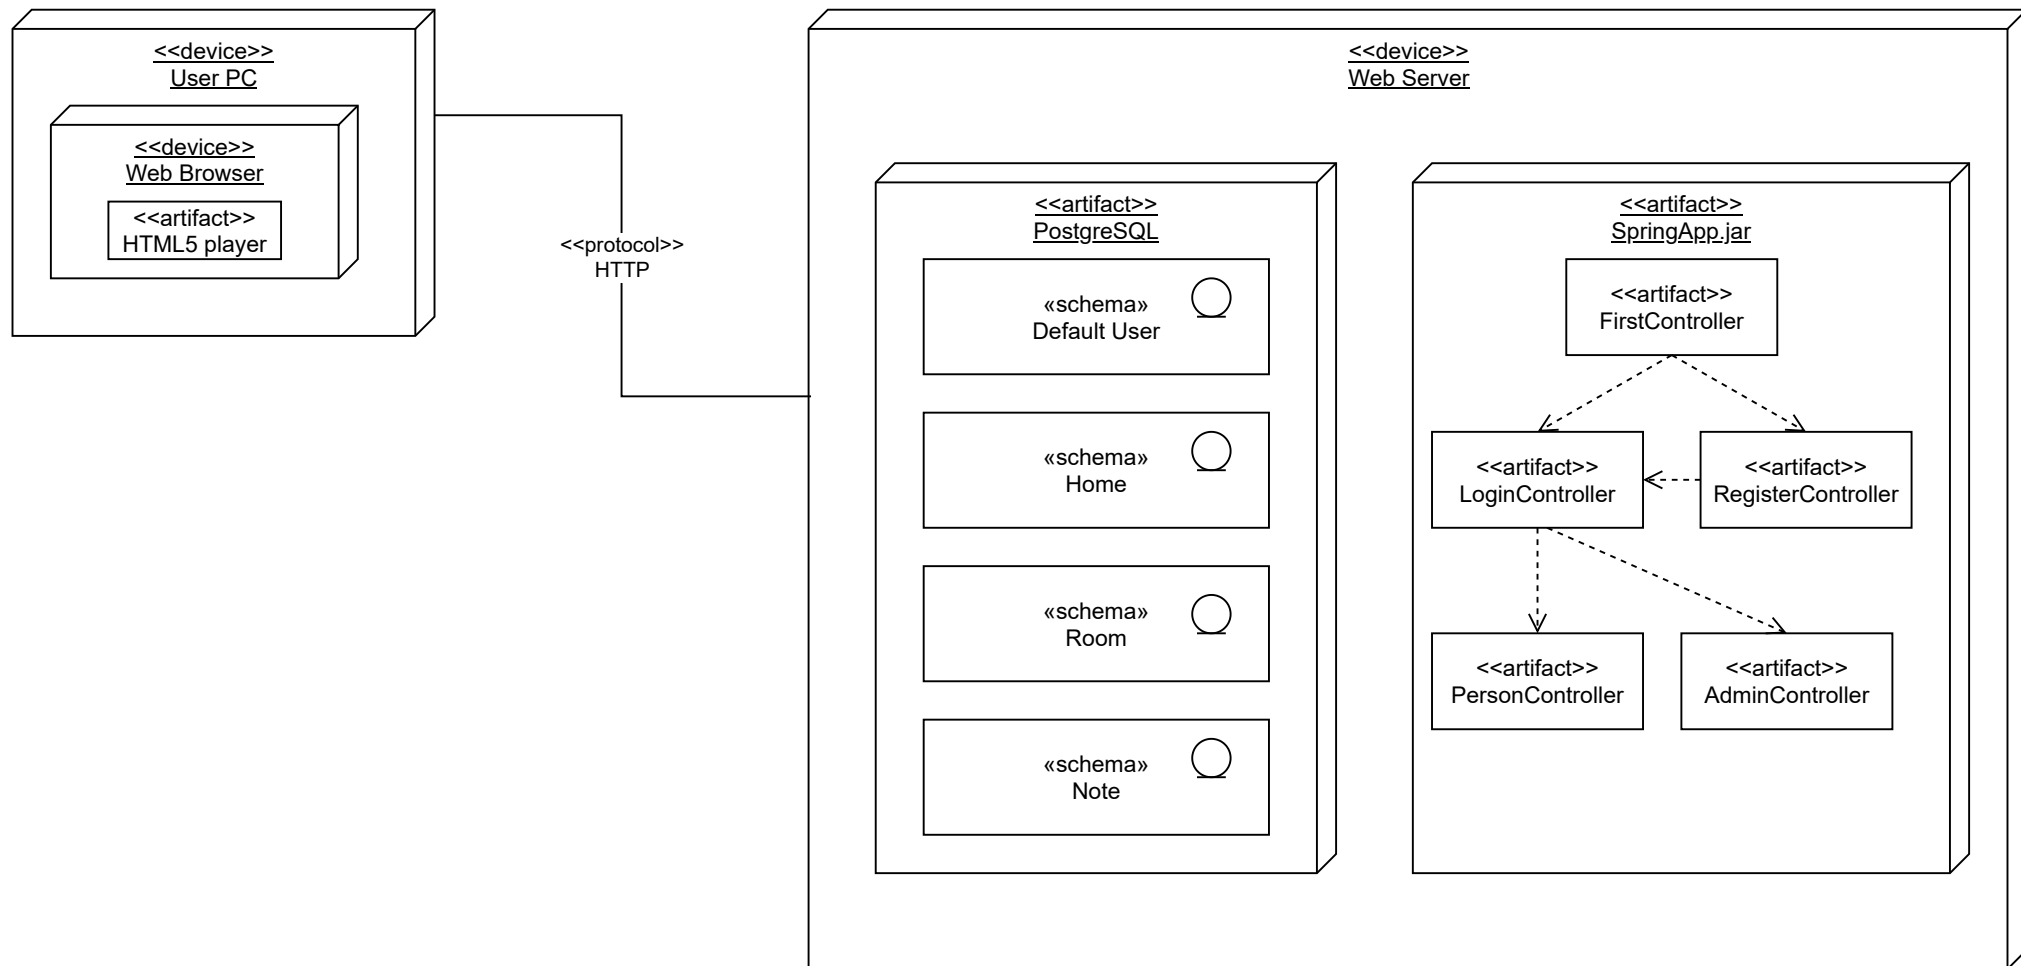 <<device>>
User PC
<<device>>
Web Browser
<<artifact>>
HTML5 player
<<protocol>>
HTTP
<<device>>
Web Server
<<artifact>>
PostgreSQL
«schema»
Default User
«schema»
Home
«schema»
Room
«schema»
Note
<<artifact>>
SpringApp.jar
<<artifact>>
FirstController
<<artifact>>
LoginController
<<artifact>>
RegisterController
<<artifact>>
PersonController
<<artifact>>
AdminController